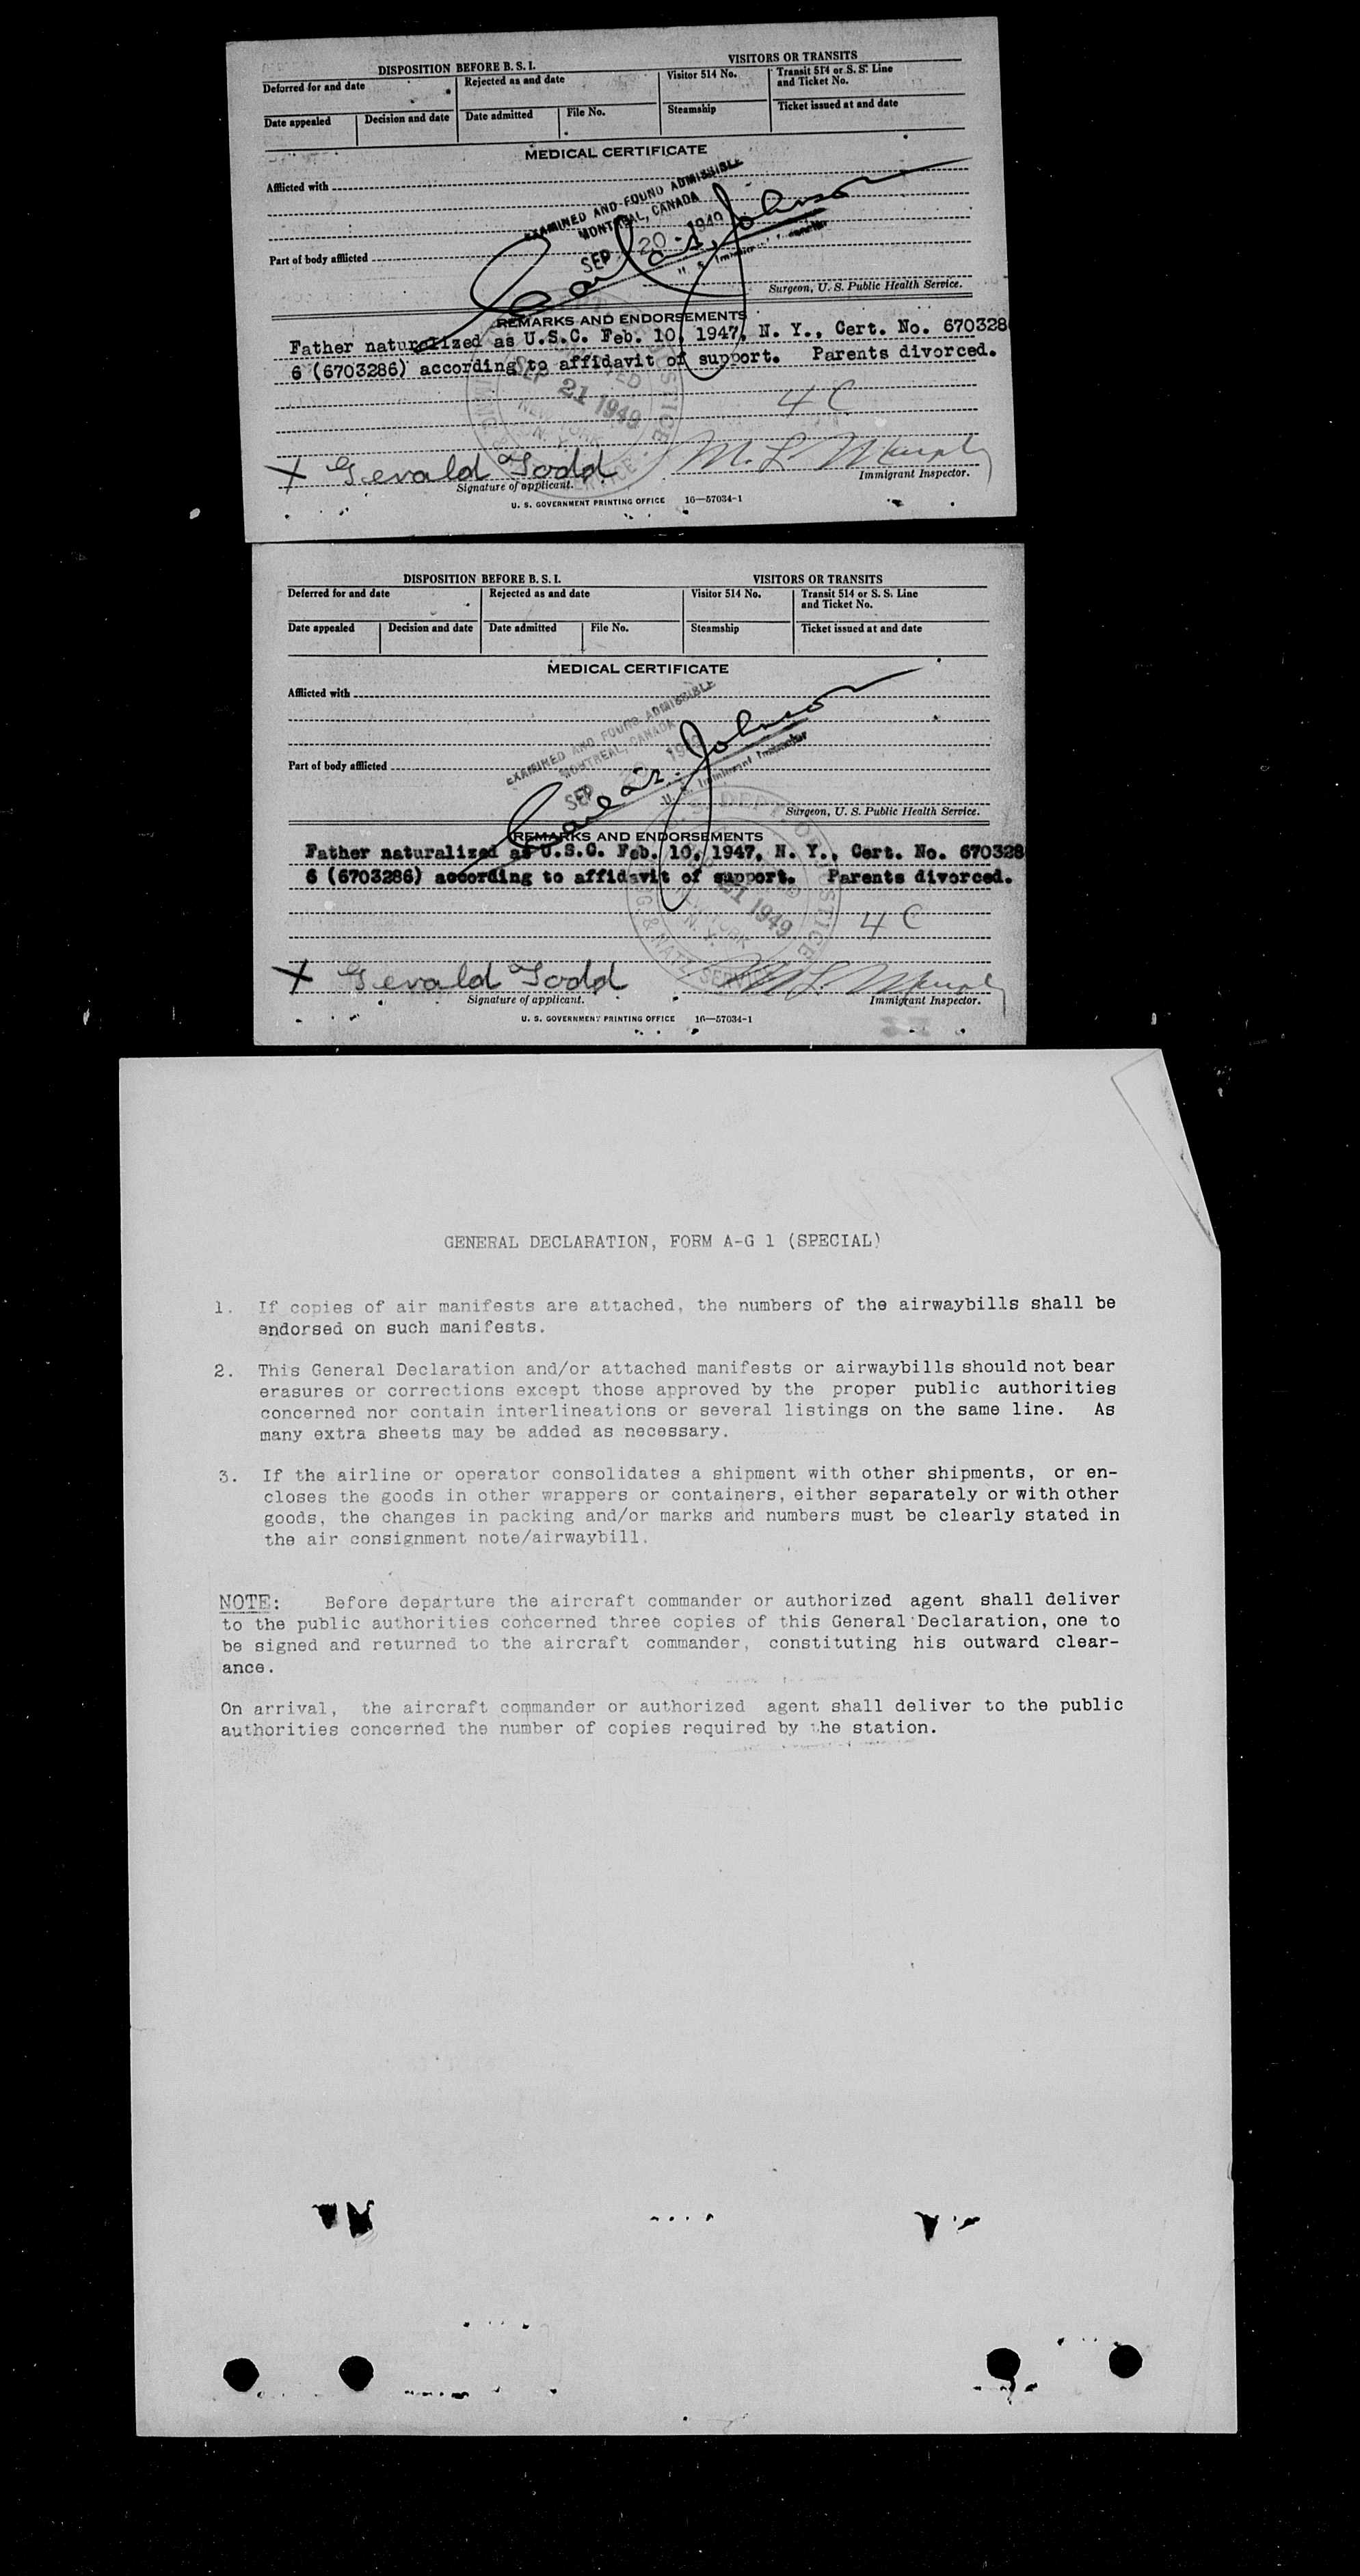 DISPOSITION BEFORE B. S. I.
VISITORS OR TRANSITS
Deferred for and date
Rejected as and date
Visitor 514 No.
Transit 514 or S. S. Line
and Ticket No.
Date appealed
Decision and date
Date admitted
File No.
Steamship
Ticket issued at and date
MEDICAL CERTIFICATE
Afflicted with
EXAMINED AND FOUND ADMISSIBLE
MONTREAL, CANADA
SEP 20 1949
Johnson
Part of body afflicted
Surgeon, U. S. Public Health Service.
REMARKS AND ENDORSEMENTS
Father naturalized as U.S.C. Feb. 10, 1947, N. Y., Cert. No. 670328
6 (6703286) according to affidavit of support. Parents divorced.
SEP 21 1949
NEW YORK
N. Y.
4 C
X Gerald Todd
M. L. Murphy
Signature of applicant.
Immigrant Inspector.
U. S. GOVERNMENT PRINTING OFFICE 16—57034-1
DISPOSITION BEFORE B. S. I.
VISITORS OR TRANSITS
Deferred for and date
Rejected as and date
Visitor 514 No.
Transit 514 or S. S. Line
and Ticket No.
Date appealed
Decision and date
Date admitted
File No.
Steamship
Ticket issued at and date
MEDICAL CERTIFICATE
Afflicted with
EXAMINED AND FOUND ADMISSIBLE
MONTREAL, CANADA
SEP 20 1949
Johnson
U. S. Immigrant Inspector
Part of body afflicted
Surgeon, U. S. Public Health Service.
REMARKS AND ENDORSEMENTS
Father naturalized as U.S.C. Feb. 10, 1947, N. Y., Cert. No. 670328
6 (6703286) according to affidavit of support. Parents divorced.
21 1949
N. Y.
4 C
X Gerald Todd
M. L. Murphy
Signature of applicant.
Immigrant Inspector.
U. S. GOVERNMENT PRINTING OFFICE 16—57034-1
GENERAL DECLARATION, FORM A-G 1 (SPECIAL)
1. If copies of air manifests are attached, the numbers of the airwaybills shall be
endorsed on such manifests.
2. This General Declaration and/or attached manifests or airwaybills should not bear
erasures or corrections except those approved by the proper public authorities
concerned nor contain interlineations or several listings on the same line. As
many extra sheets may be added as necessary.
3. If the airline or operator consolidates a shipment with other shipments, or en-
closes the goods in other wrappers or containers, either separately or with other
goods, the changes in packing and/or marks and numbers must be clearly stated in
the air consignment note/airwaybill.
NOTE: Before departure the aircraft commander or authorized agent shall deliver
to the public authorities concerned three copies of this General Declaration, one to
be signed and returned to the aircraft commander, constituting his outward clear-
ance.
On arrival, the aircraft commander or authorized agent shall deliver to the public
authorities concerned the number of copies required by the station.